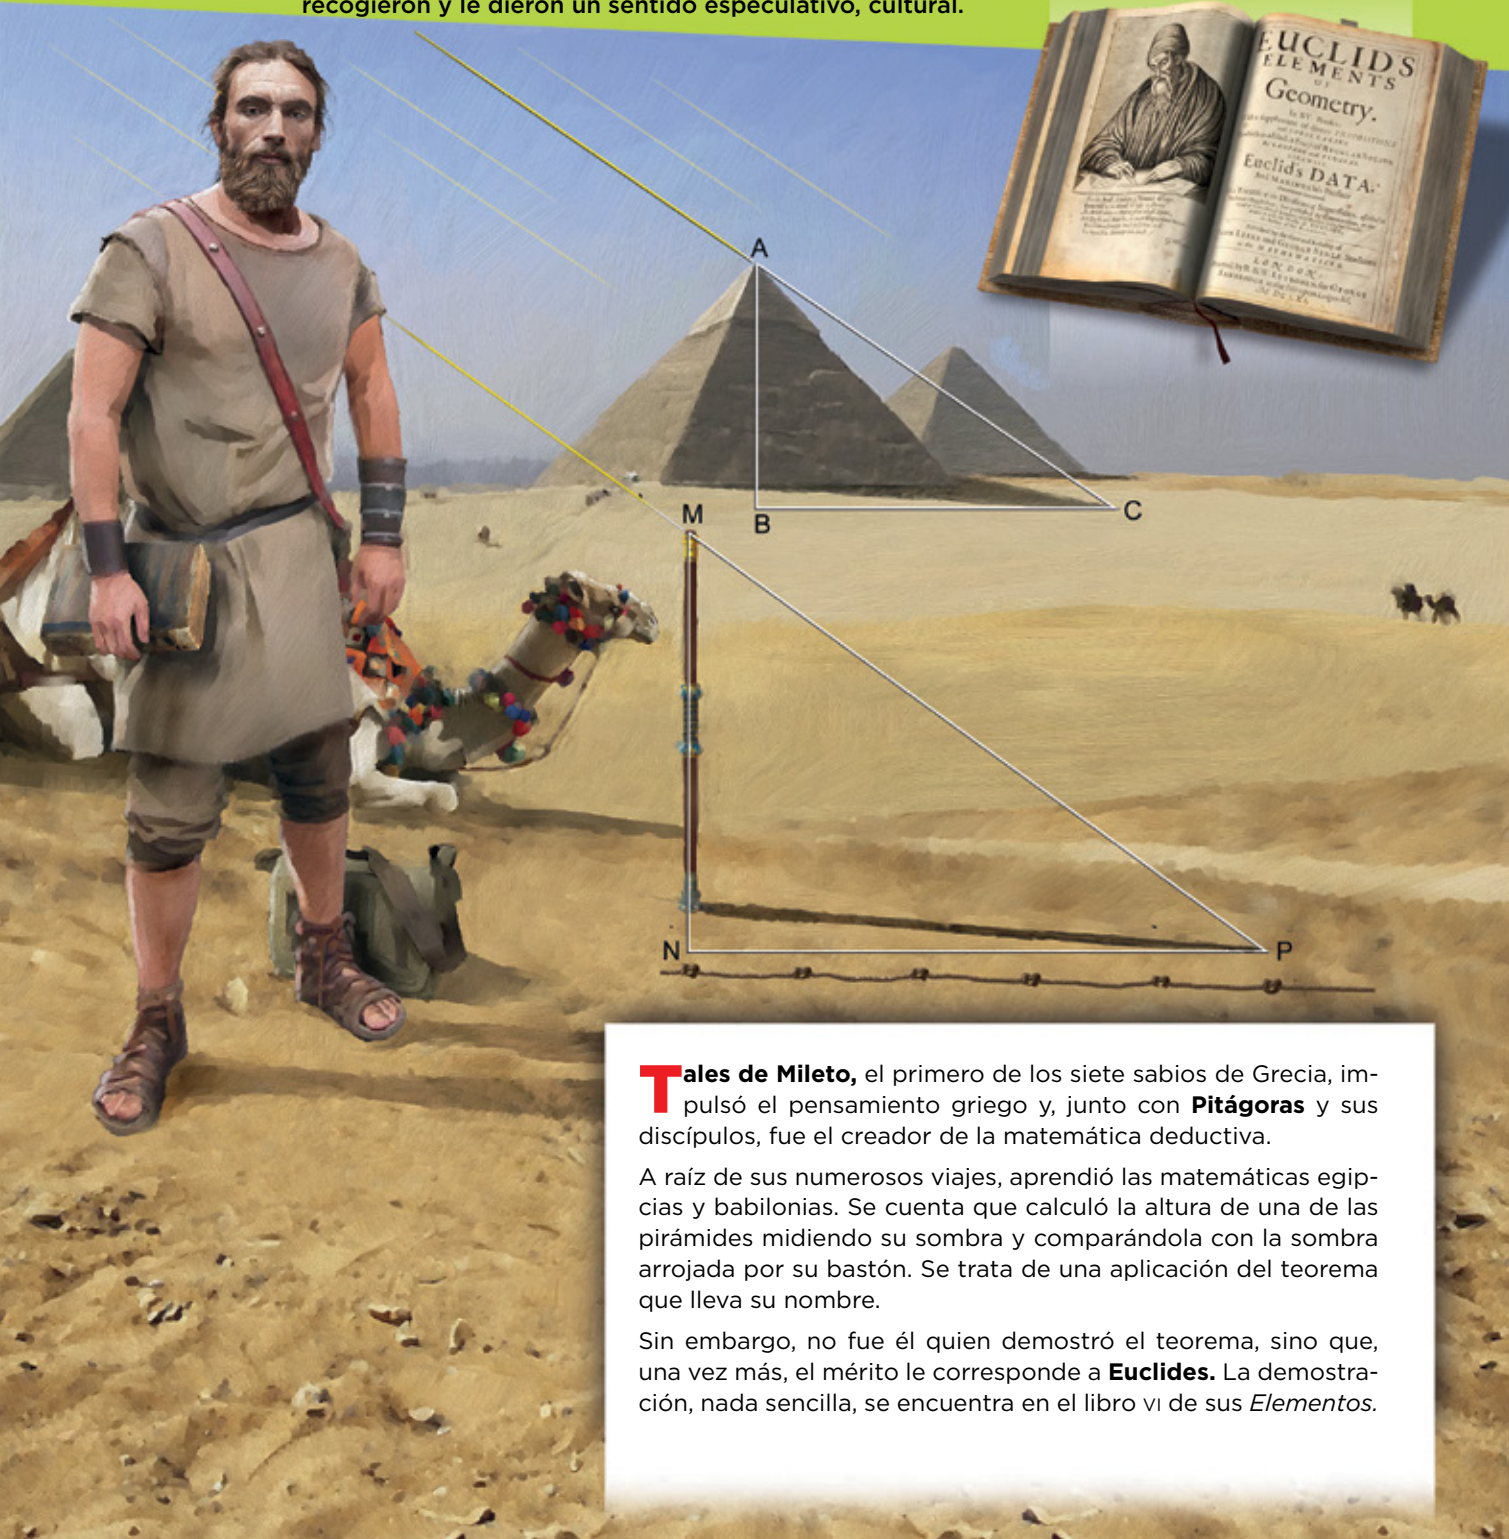 recogieron y le dieron un sentido especulativo, cultural.
EUCLIDS
ELEMENTS
OF
Geometry.
Euclid's DATA;
LONDON:
A
B
C
M
N
P
Tales de Mileto, el primero de los siete sabios de Grecia, im-
pulsó el pensamiento griego y, junto con Pitágoras y sus
discípulos, fue el creador de la matemática deductiva.
A raíz de sus numerosos viajes, aprendió las matemáticas egip-
cias y babilonias. Se cuenta que calculó la altura de una de las
pirámides midiendo su sombra y comparándola con la sombra
arrojada por su bastón. Se trata de una aplicación del teorema
que lleva su nombre.
Sin embargo, no fue él quien demostró el teorema, sino que,
una vez más, el mérito le corresponde a Euclides. La demostra-
ción, nada sencilla, se encuentra en el libro VI de sus Elementos.